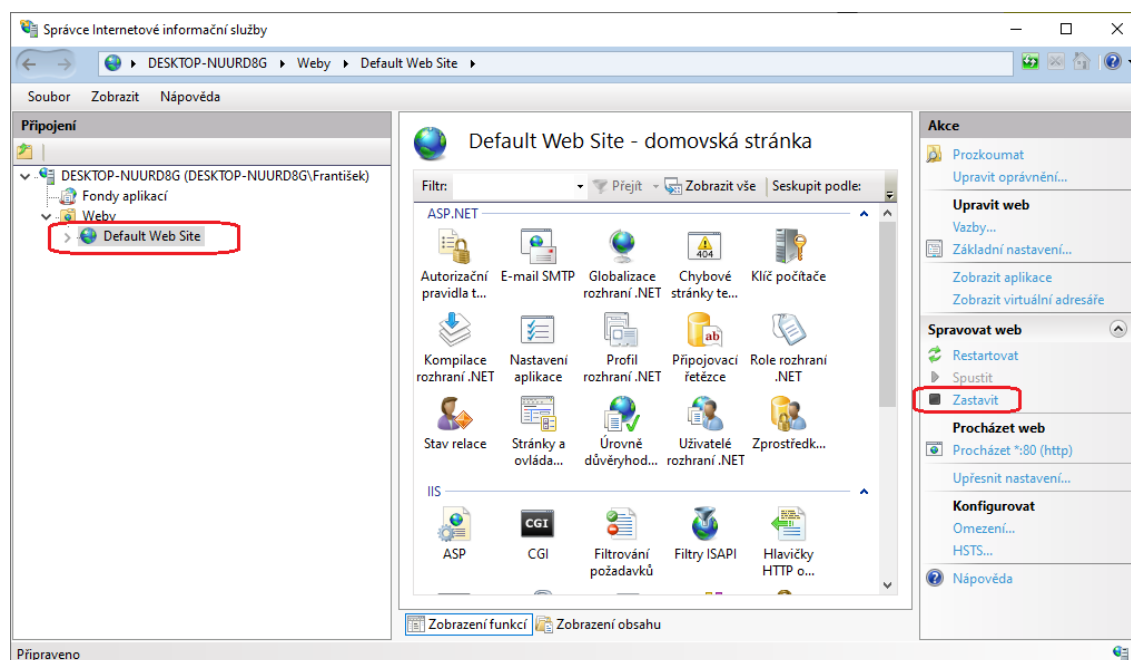 Správce Internetové informační služby
DESKTOP-NUURD8G
Weby
Default Web Site
Soubor
Zobrazit
Nápověda
Připojení
DESKTOP-NUURD8G (DESKTOP-NUURD8G\František)
Fondy aplikací
Weby
Default Web Site
Default Web Site - domovská stránka
Filtr:
Přejít
Zobrazit vše
Seskupit podle:
ASP.NET
Autorizační
pravidla t...
E-mail SMTP
Globalizace
rozhraní .NET
Chybové
stránky te...
404
Klíč počítače
Kompilace
rozhraní .NET
Nastavení
aplikace
Profil
rozhraní .NET
ab
Připojovací
řetězce
Role rozhraní
.NET
Stav relace
Stránky a
ovláda...
Úrovně
důvěryhod...
Uživatelé
rozhraní .NET
Zprostředk...
IIS
ASP
CGI
CGI
Filtrování
požadavků
Filtry ISAPI
Hlavičky
HTTP o...
Zobrazení funkcí
Zobrazení obsahu
Akce
Prozkoumat
Upravit oprávnění...
Upravit web
Vazby...
Základní nastavení...
Zobrazit aplikace
Zobrazit virtuální adresáře
Spravovat web
Restartovat
Spustit
Zastavit
Procházet web
Procházet *:80 (http)
Upřesnit nastavení...
Konfigurovat
Omezení...
HSTS...
Nápověda
Připraveno